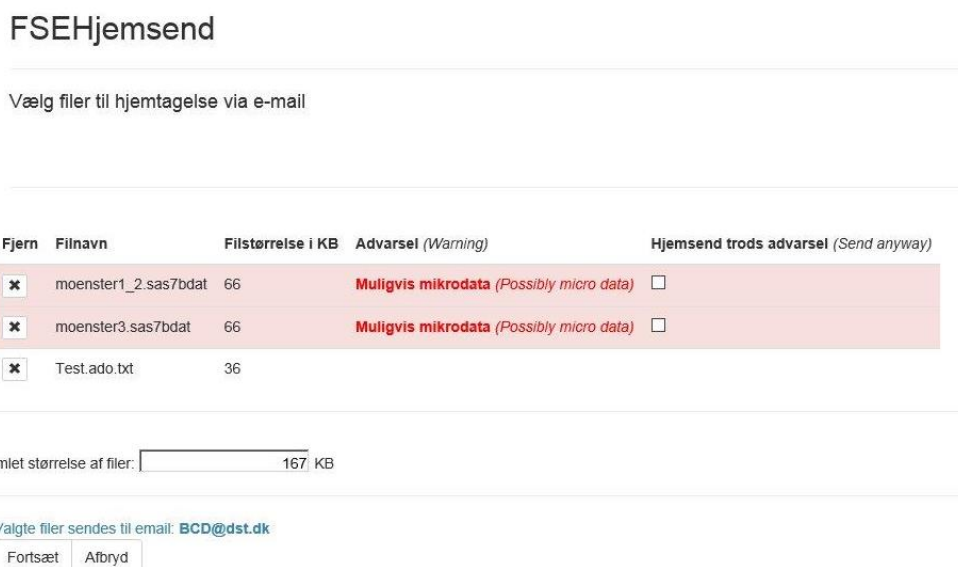 FSEHjemsend
Vælg filer til hjemtagelse via e-mail
Fjern Filnavn Filstørrelse i KB Advarsel (Warning) Hjemsend trods advarsel (Send anyway)
moenster1_2.sas7bdat 66 Muligvis mikrodata (Possibly micro data)
moenster3.sas7bdat 66 Muligvis mikrodata (Possibly micro data)
Test.ado.txt 36
mlet størrelse af filer: 167 KB
Valgte filer sendes til email: BCD@dst.dk
Fortsæt Afbryd